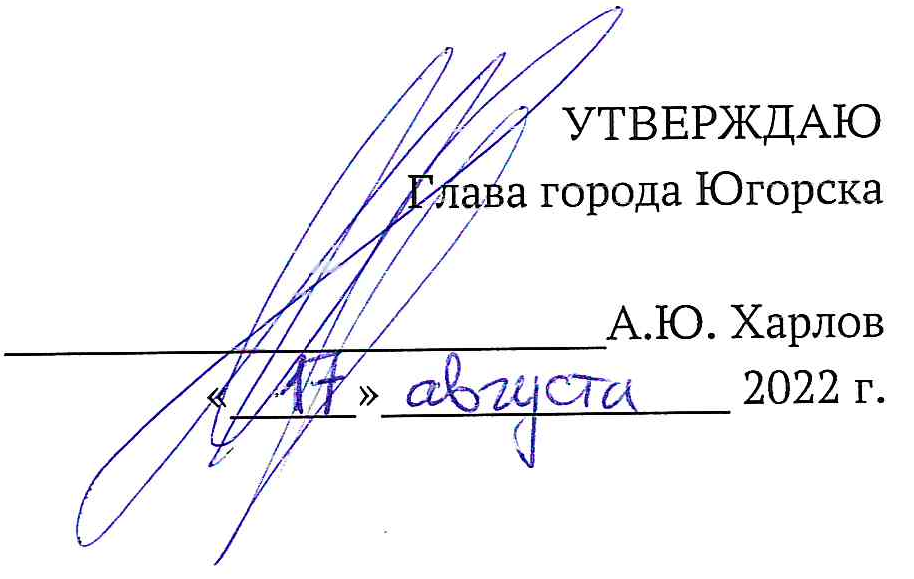 УТВЕРЖДАЮ
Глава города Югорска
А.Ю. Харлов
« 17 » августа 2022 г.